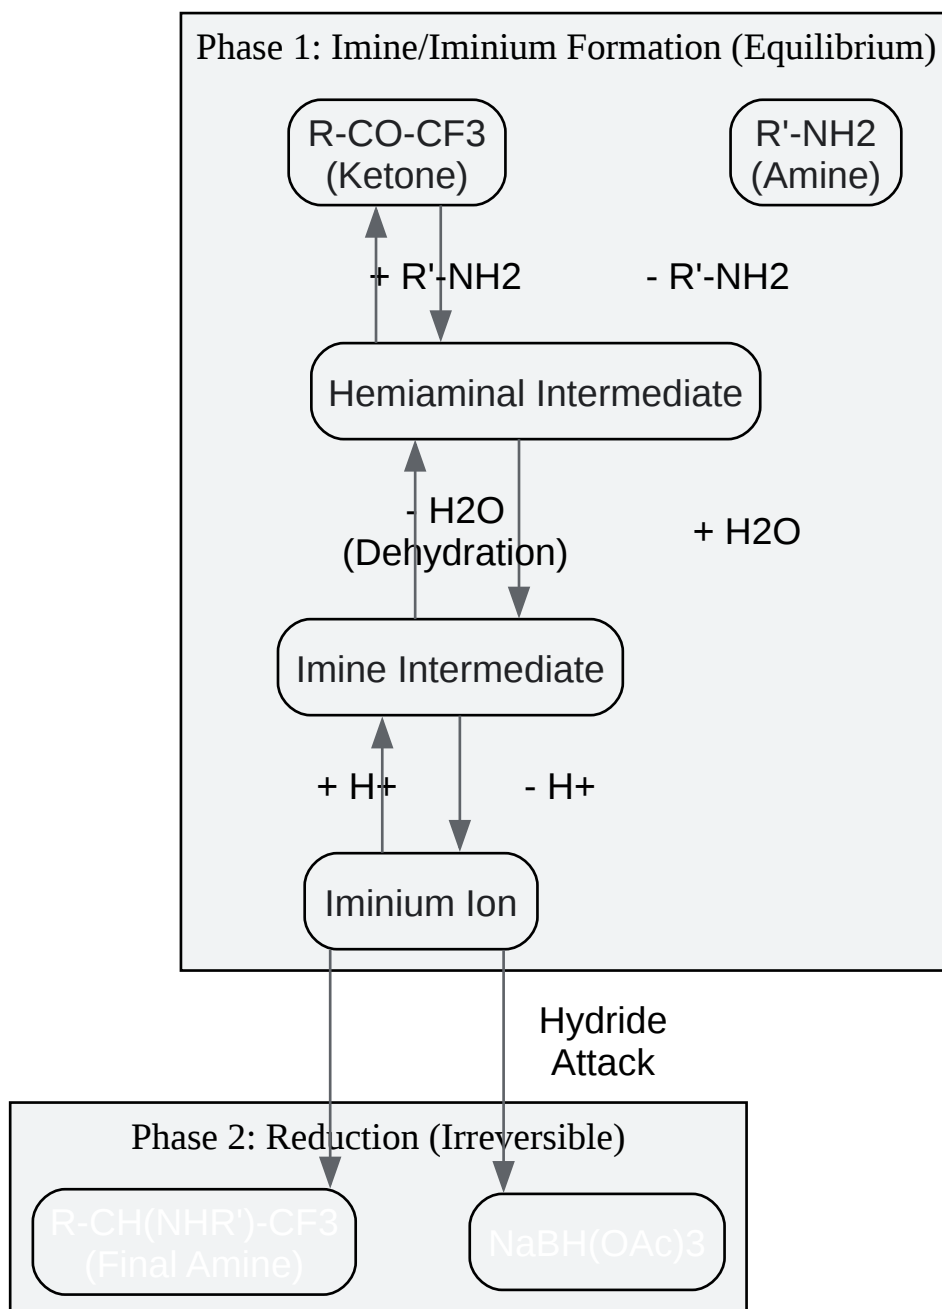 Phase 1: Imine/Iminium Formation (Equilibrium)
R-CO-CF3
(Ketone)
R'-NH2
(Amine)
+ R'-NH2
- R'-NH2
Hemiaminal Intermediate
- H2O
(Dehydration)
+ H2O
Imine Intermediate
+ H+
- H+
Iminium Ion
Hydride
Attack
Phase 2: Reduction (Irreversible)
R-CH(NHR')-CF3
(Final Amine)
NaBH(OAc)3